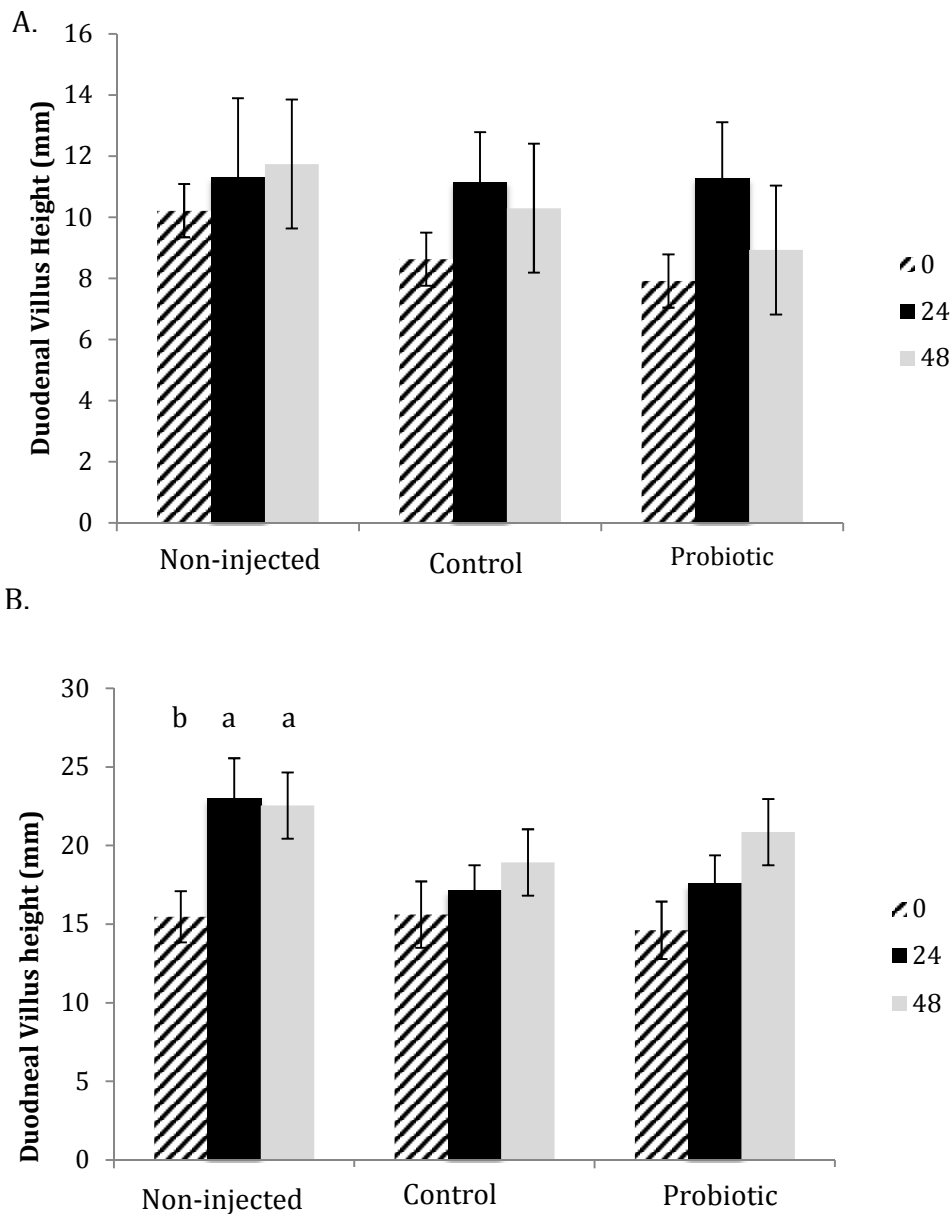 A.
Duodenal Villus Height (mm)
16
14
12
10
8
6
4
2
0
Non-injected
Control
Probiotic
0
24
48
B.
Duodneal Villus height (mm)
30
25
20
15
10
5
0
b a a
Non-injected
Control
Probiotic
0
24
48